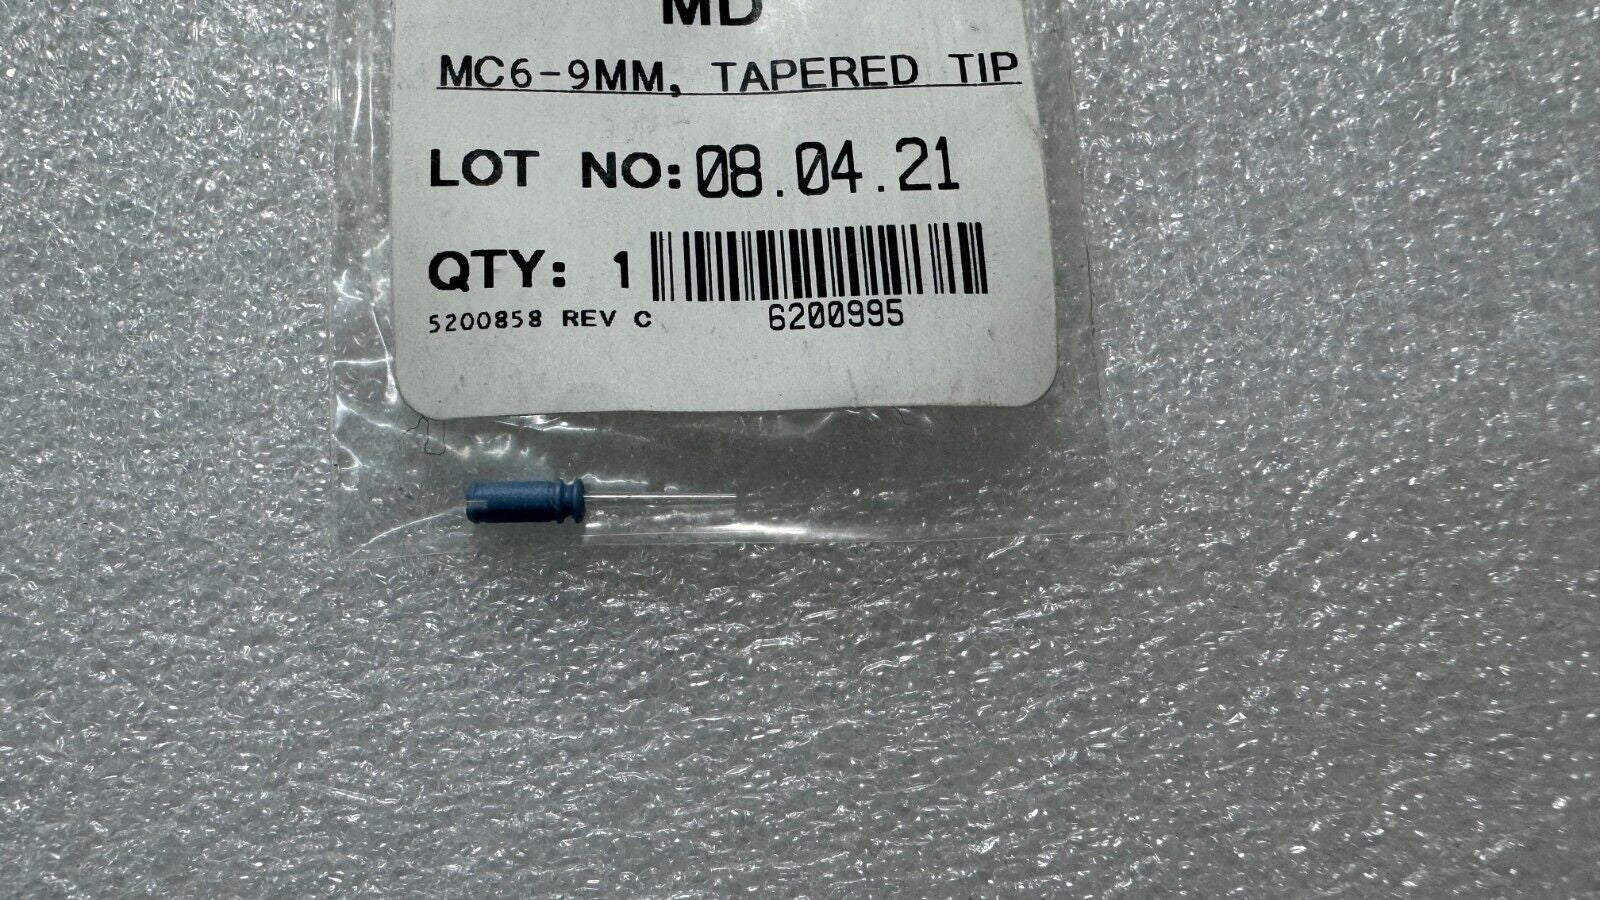 MD
MC6-9MM, TAPERED TIP
LOT NO: 08.04.21
QTY: 1
5200858 REV C 6200995